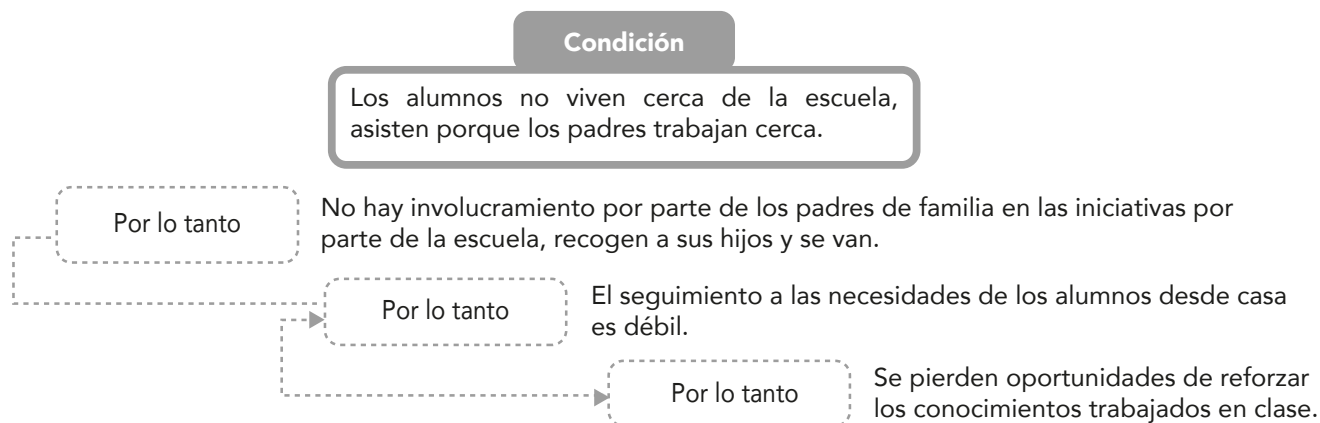 Condición
Los alumnos no viven cerca de la escuela,
asisten porque los padres trabajan cerca.
Por lo tanto
No hay involucramiento por parte de los padres de familia en las iniciativas por
parte de la escuela, recogen a sus hijos y se van.
Por lo tanto
El seguimiento a las necesidades de los alumnos desde casa
es débil.
Por lo tanto
Se pierden oportunidades de reforzar
los conocimientos trabajados en clase.